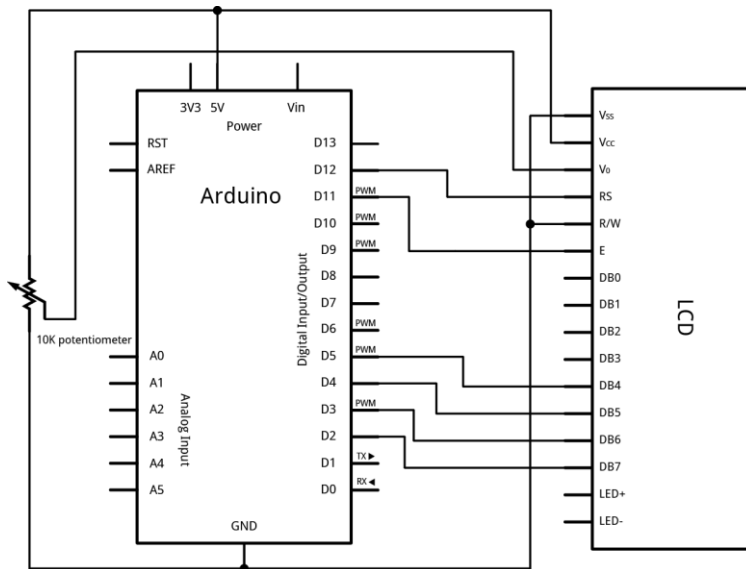 3V3 5V Vin
Power
RST
AREF
Arduino
D13
D12
D11 PWM
D10 PWM
D9 PWM
D8
D7
D6 PWM
D5 PWM
D4
D3 PWM
D2
D1 TX ▶
D0 RX ◀
Digital Input/Output
10K potentiometer
A0
A1
A2
A3
A4
A5
Analog Input
GND
Vss
Vcc
V0
RS
R/W
E
DB0
DB1
DB2
DB3
DB4
DB5
DB6
DB7
LED+
LED-
LCD